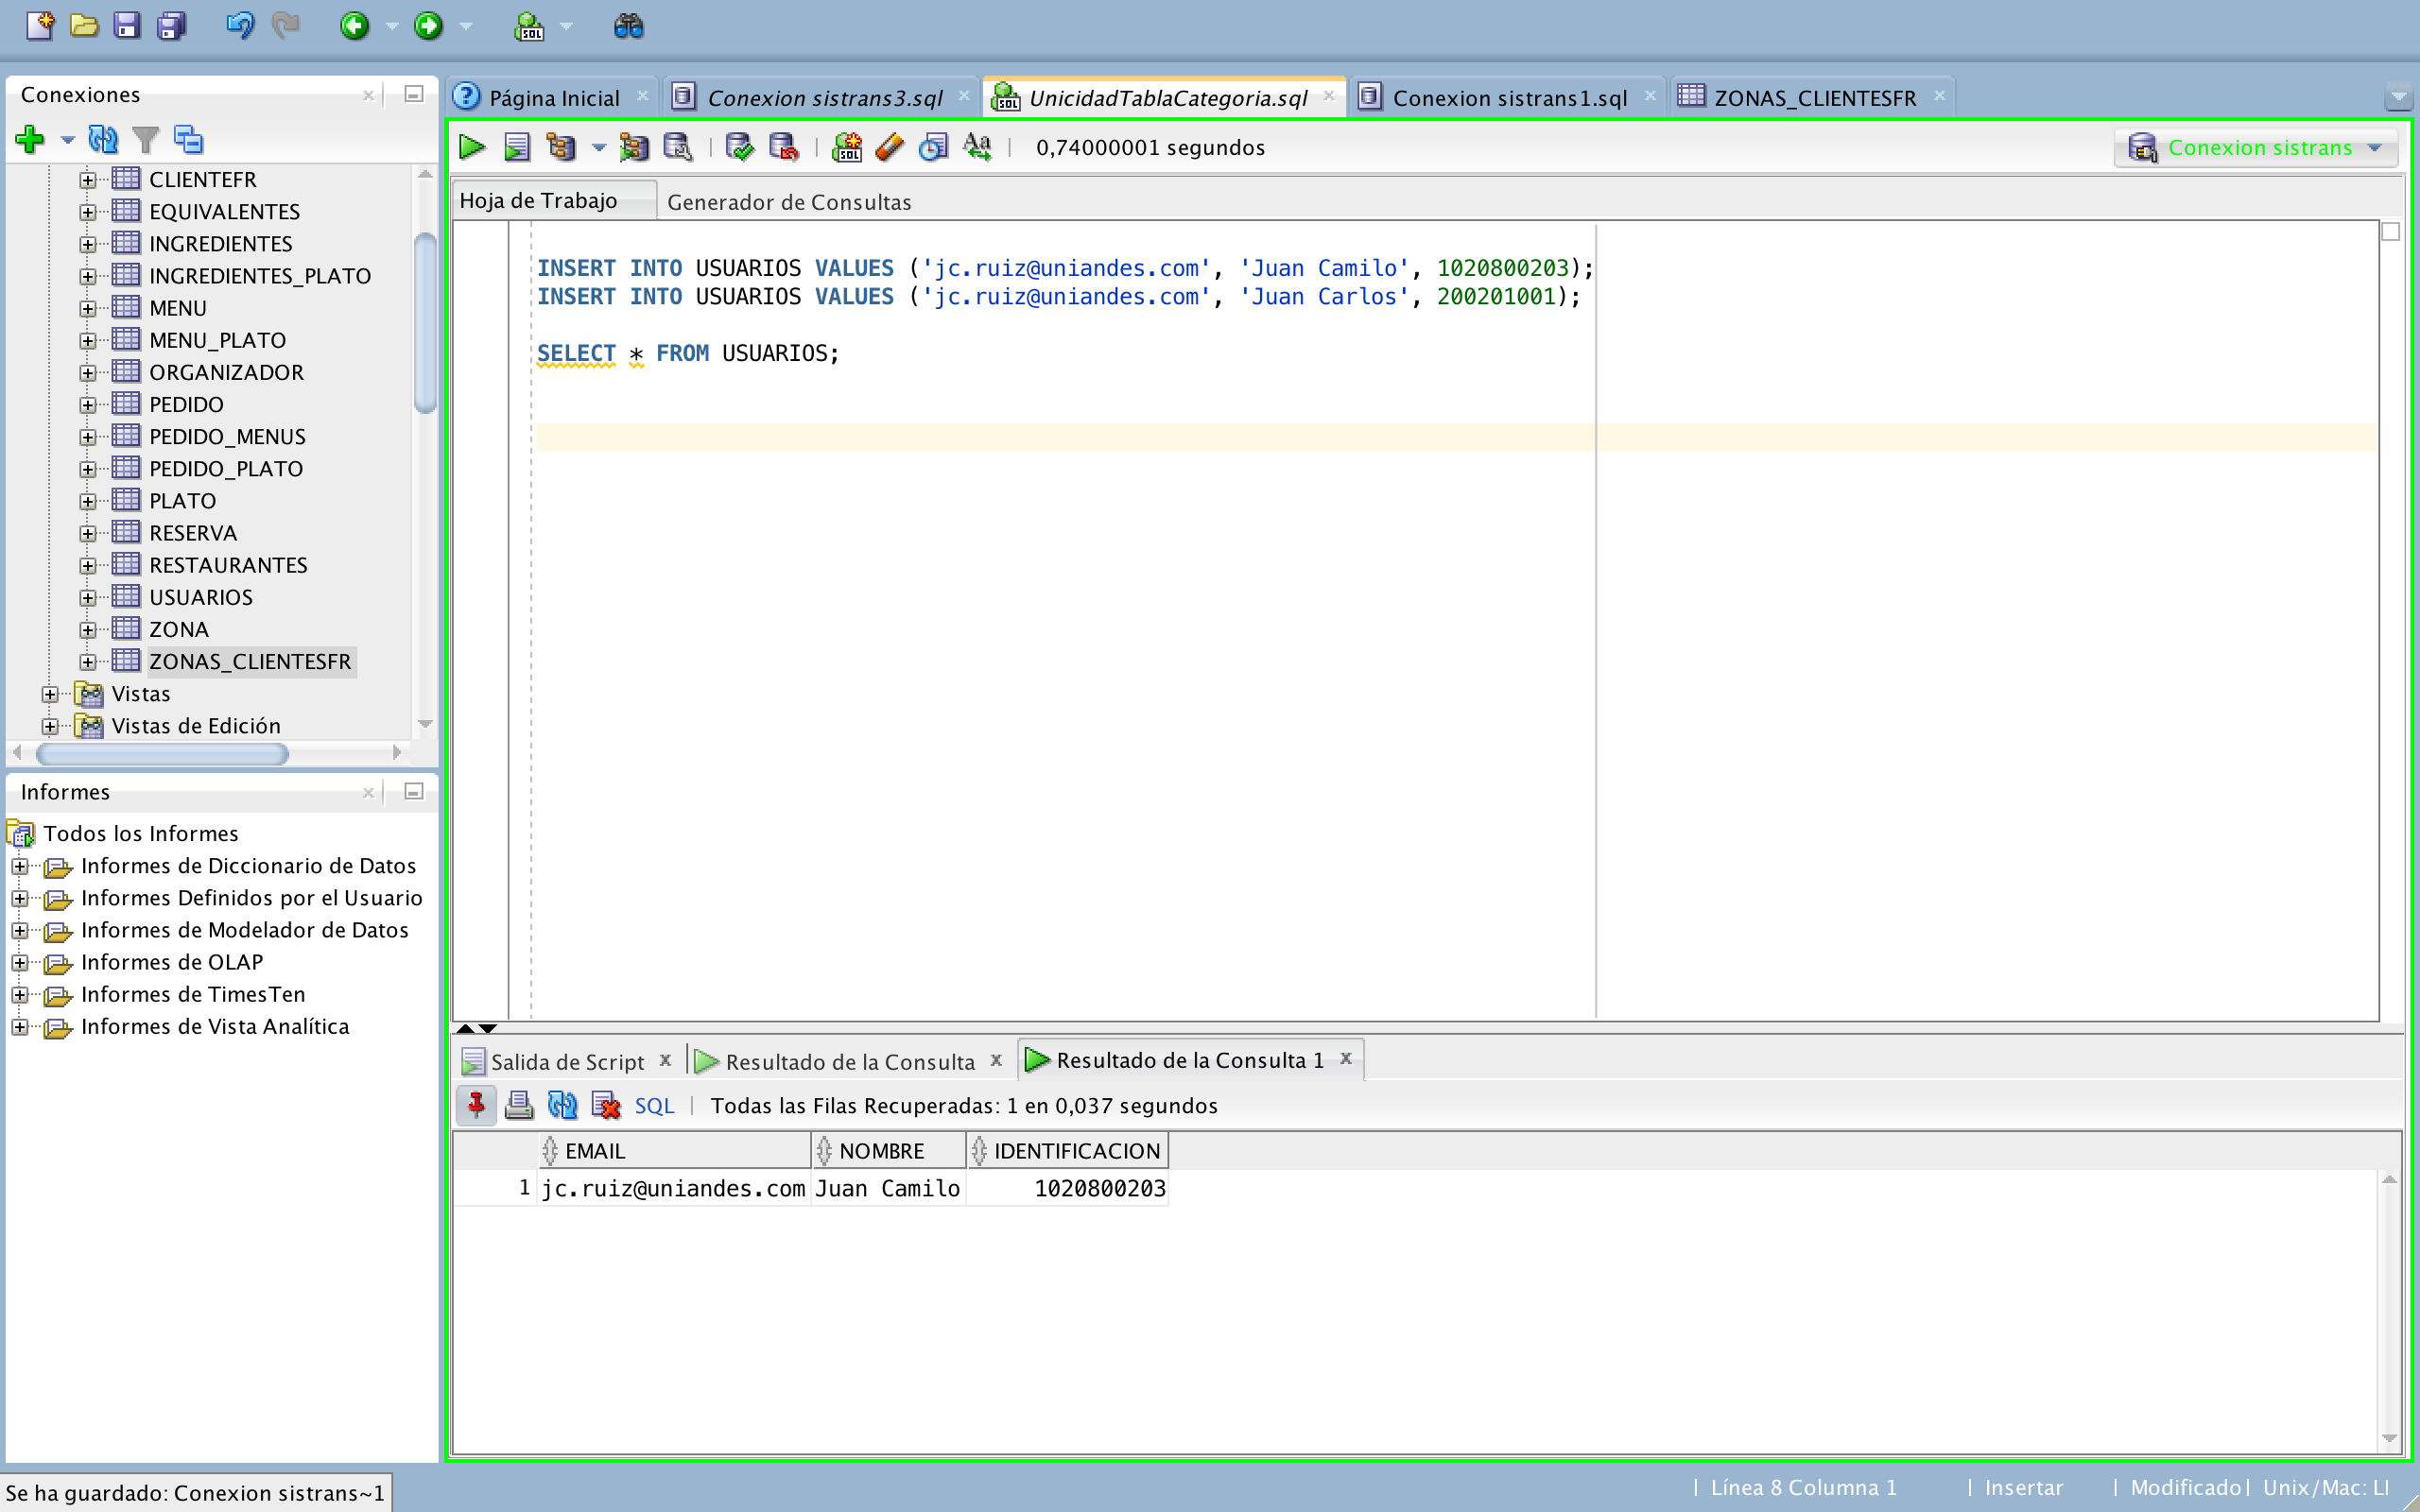 Conexiones
Página Inicial
Conexion sistrans3.sql
UnicidadTablaCategoria.sql
Conexion sistrans1.sql
ZONAS_CLIENTESFR
0,74000001 segundos
Conexion sistrans
Hoja de Trabajo
Generador de Consultas
CLIENTEFR
EQUIVALENTES
INGREDIENTES
INGREDIENTES_PLATO
MENU
MENU_PLATO
ORGANIZADOR
PEDIDO
PEDIDO_MENUS
PEDIDO_PLATO
PLATO
RESERVA
RESTAURANTES
USUARIOS
ZONA
ZONAS_CLIENTESFR
Vistas
Vistas de Edición
INSERT INTO USUARIOS VALUES ('jc.ruiz@uniandes.com', 'Juan Camilo', 1020800203);
INSERT INTO USUARIOS VALUES ('jc.ruiz@uniandes.com', 'Juan Carlos', 200201001);
SELECT * FROM USUARIOS;
Informes
Todos los Informes
Informes de Diccionario de Datos
Informes Definidos por el Usuario
Informes de Modelador de Datos
Informes de OLAP
Informes de TimesTen
Informes de Vista Analítica
Salida de Script
Resultado de la Consulta
Resultado de la Consulta 1
SQL
Todas las Filas Recuperadas: 1 en 0,037 segundos
EMAIL NOMBRE IDENTIFICACION
1 jc.ruiz@uniandes.com Juan Camilo 1020800203
Se ha guardado: Conexion sistrans~1
Línea 8 Columna 1
Insertar
Modificado
Unix/Mac: LI